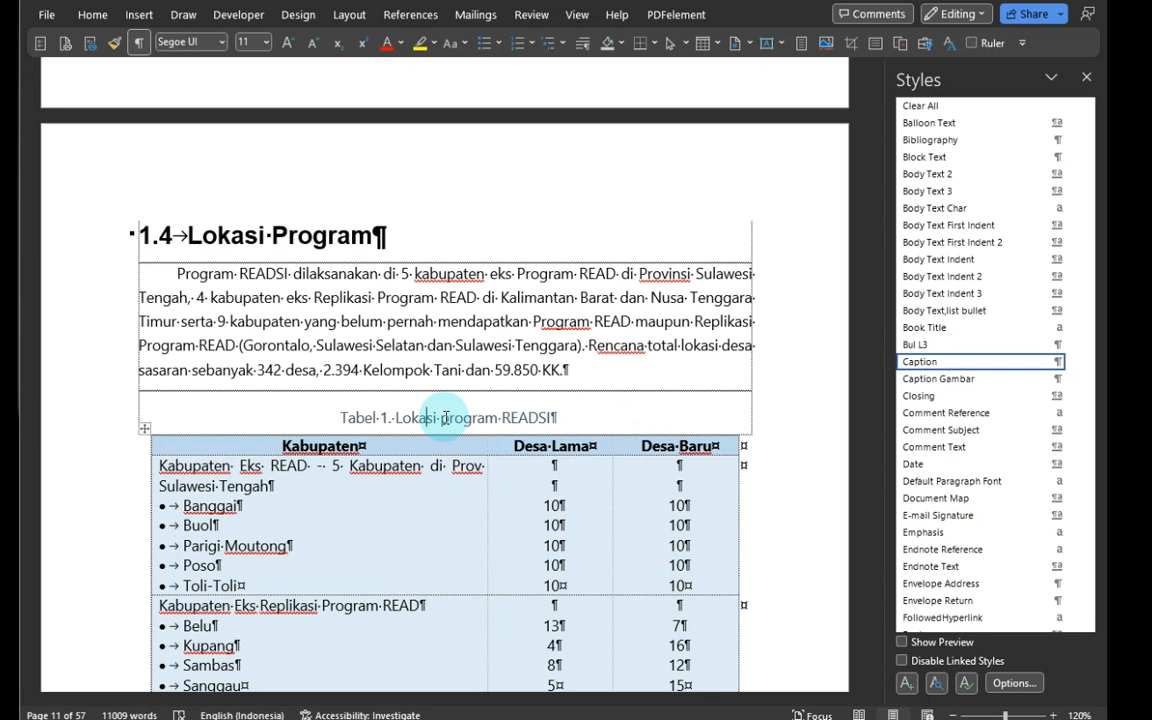 File Home Insert Draw Developer Design Layout References Mailings Review View Help PDFelement Comments Editing Share
Segoe UI 11 Aa Ruler
Styles
Clear All
Balloon Text
Bibliography
Block Text
Body Text 2
Body Text 3
Body Text Char
Body Text First Indent
Body Text First Indent 2
Body Text Indent
Body Text Indent 2
Body Text Indent 3
Body Text,list bullet
Book Title
Bul L3
Caption
Caption Gambar
Closing
Comment Reference
Comment Subject
Comment Text
Date
Default Paragraph Font
Document Map
E-mail Signature
Emphasis
Endnote Reference
Endnote Text
Envelope Address
Envelope Return
FollowedHyperlink
Show Preview
Disable Linked Styles
Options...
1.4→Lokasi·Program¶
Program· READSI· dilaksanakan· di· 5· kabupaten· eks· Program· READ· di· Provinsi· Sulawesi·
Tengah,· 4· kabupaten· eks· Replikasi· Program· READ· di· Kalimantan· Barat· dan· Nusa· Tenggara·
Timur·serta·9·kabupaten·yang·belum·pernah·mendapatkan·Program·READ·maupun·Replikasi·
Program·READ·(Gorontalo,·Sulawesi·Selatan·dan·Sulawesi·Tenggara).·Rencana·total·lokasi·desa·
sasaran·sebanyak·342·desa,·2.394·Kelompok·Tani·dan·59.850·KK.¶
Tabel·1.·Lokasi·program·READSI¶
Kabupaten¤ Desa·Lama¤ Desa·Baru¤ ¤
Kabupaten· Eks· READ· -· 5· Kabupaten· di· Prov· ¶ ¶ ¤
Sulawesi·Tengah¶ ¶ ¶
•→Banggai¶ 10¶ 10¶
•→Buol¶ 10¶ 10¶
•→Parigi·Moutong¶ 10¶ 10¶
•→Poso¶ 10¶ 10¶
•→Toli-Toli¤ 10¤ 10¤
Kabupaten·Eks·Replikasi·Program·READ¶ ¶ ¶ ¤
•→Belu¶ 13¶ 7¶
•→Kupang¶ 4¶ 16¶
•→Sambas¶ 8¶ 12¶
•→Sanggau¤ 5¤ 15¤
Page 11 of 57 11009 words English (Indonesia) Accessibility: Investigate Focus 120%